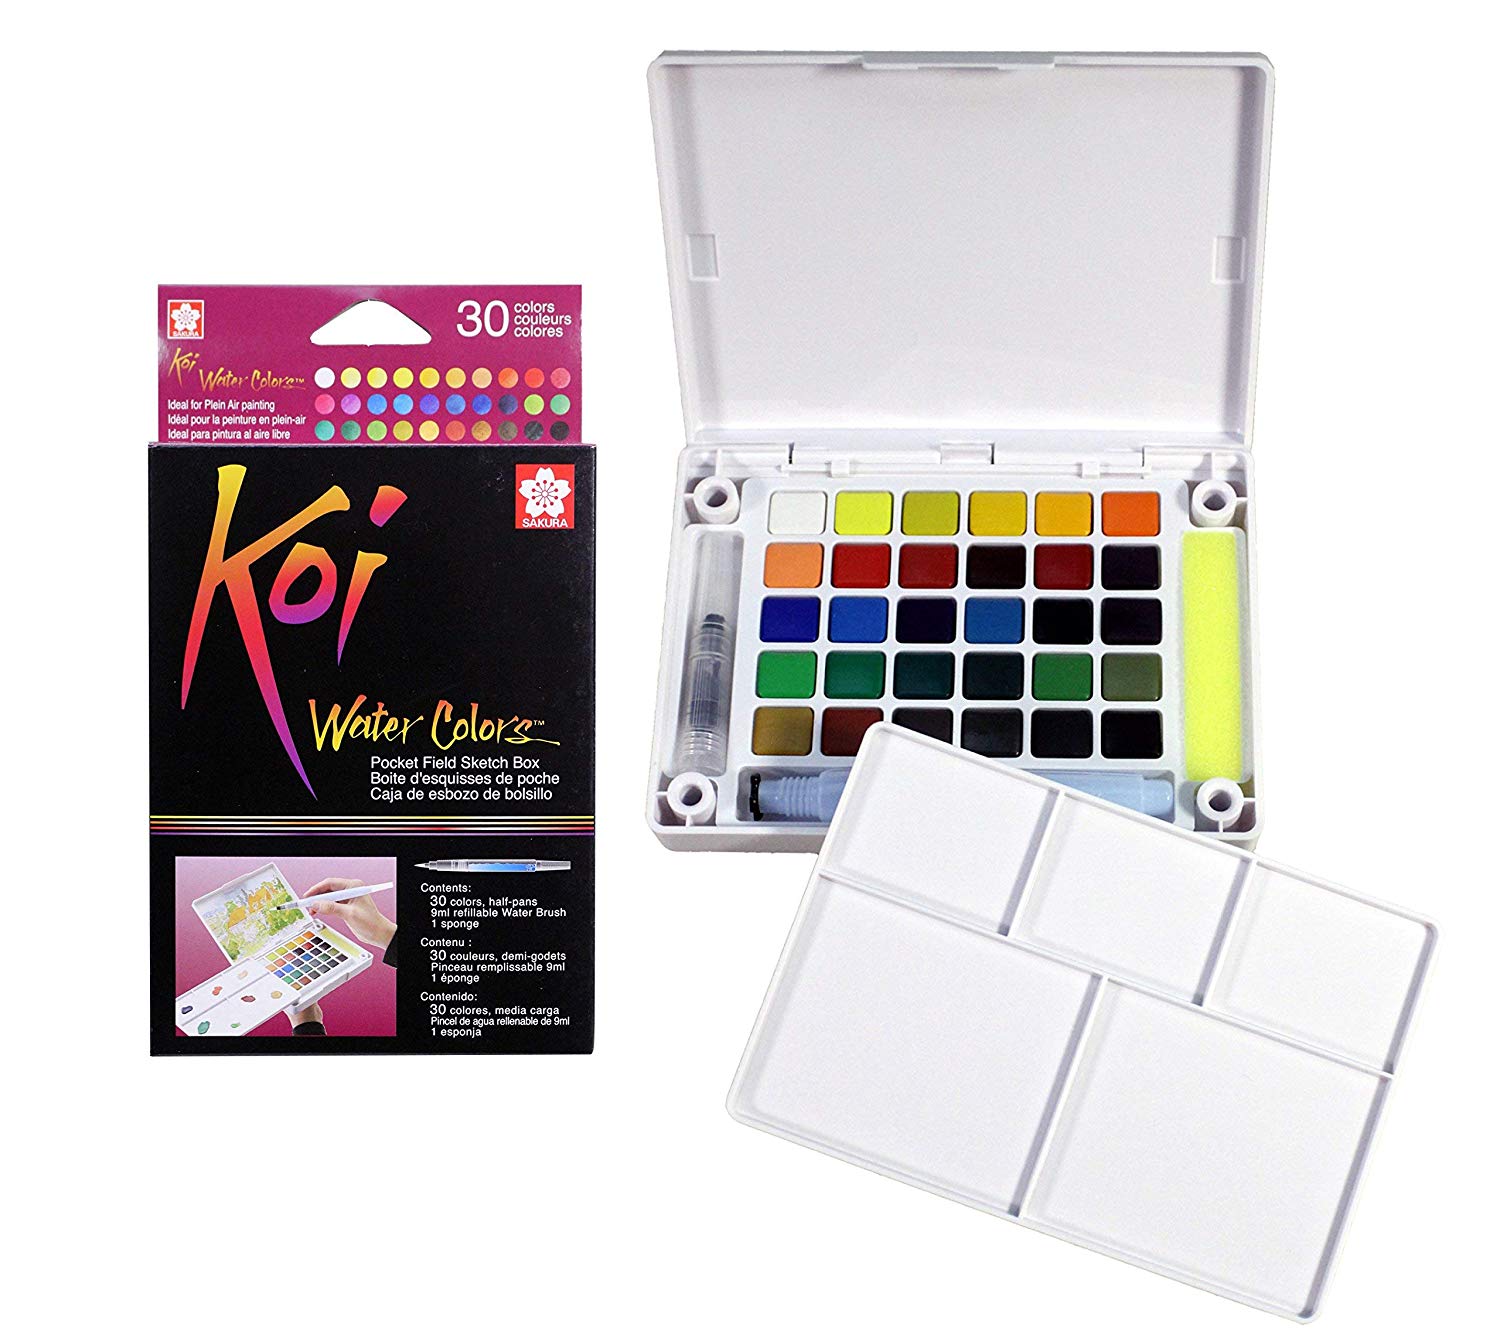 SAKURA
30 colors
couleurs
colores
Koi
Water Colors™
Ideal for Plein Air painting
Idéal pour la peinture en plein-air
Ideal para pintura al aire libre
Koi
SAKURA
Water Colors™
Pocket Field Sketch Box
Boite d'esquisses de poche
Caja de esbozo de bolsillo
Contents:
30 colors, half-pans
9ml refillable Water Brush
1 sponge
Contenu :
30 couleurs, demi-godets
Pinceau remplissable 9ml
1 éponge
Contenido:
30 colores, media carga
Pincel de agua rellenable de 9ml
1 esponja